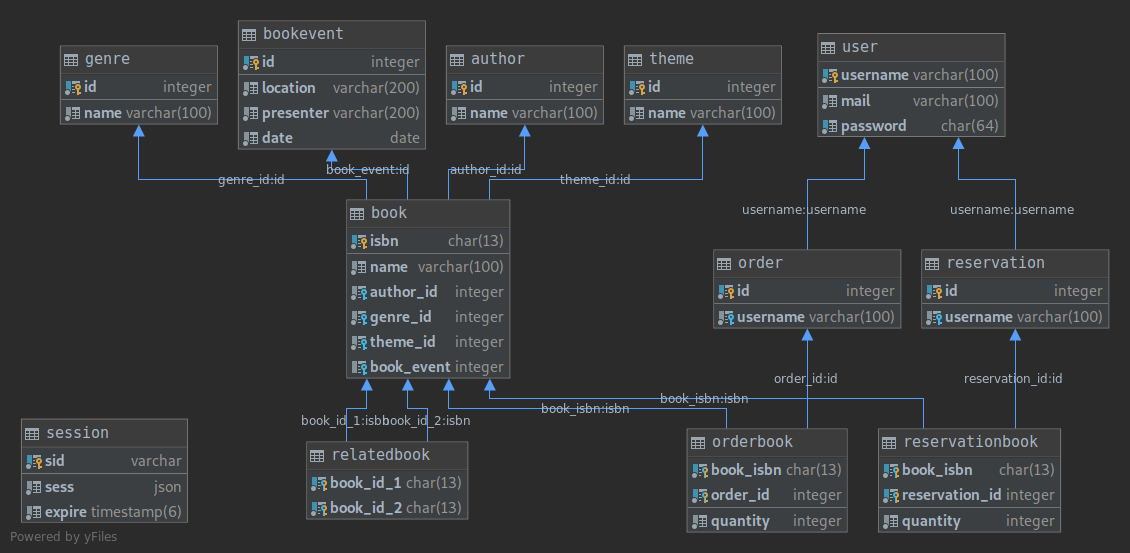 genre
id integer
name varchar(100)
bookevent
id integer
location varchar(200)
presenter varchar(200)
date date
author
id integer
name varchar(100)
theme
id integer
name varchar(100)
user
username varchar(100)
mail varchar(100)
password char(64)
genre_id:id
book_event:id
author_id:id
theme_id:id
username:username
username:username
book
isbn char(13)
name varchar(100)
author_id integer
genre_id integer
theme_id integer
book_event integer
order
id integer
username varchar(100)
reservation
id integer
username varchar(100)
order_id:id
reservation_id:id
book_isbn:isbn
book_isbn:isbn
book_id_1:isbn
book_id_2:isbn
session
sid varchar
sess json
expire timestamp(6)
relatedbook
book_id_1 char(13)
book_id_2 char(13)
orderbook
book_isbn char(13)
order_id integer
quantity integer
reservationbook
book_isbn char(13)
reservation_id integer
quantity integer
Powered by yFiles